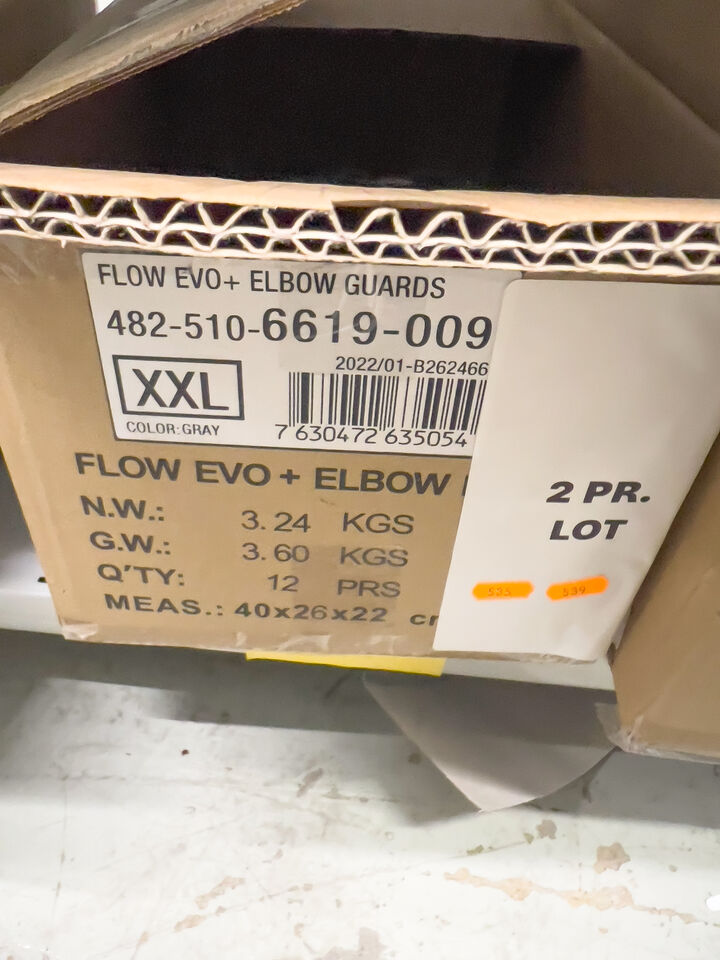 FLOW EVO+ ELBOW GUARDS
482-510-6619-009
2022/01-B262466
XXL
COLOR:GRAY
7 630472 635054
FLOW EVO + ELBOW
N.W.: 3.24 KGS
G.W.: 3.60 KGS
Q'TY: 12 PRS
MEAS.: 40x26x22 cr
2 PR.
LOT
535 539